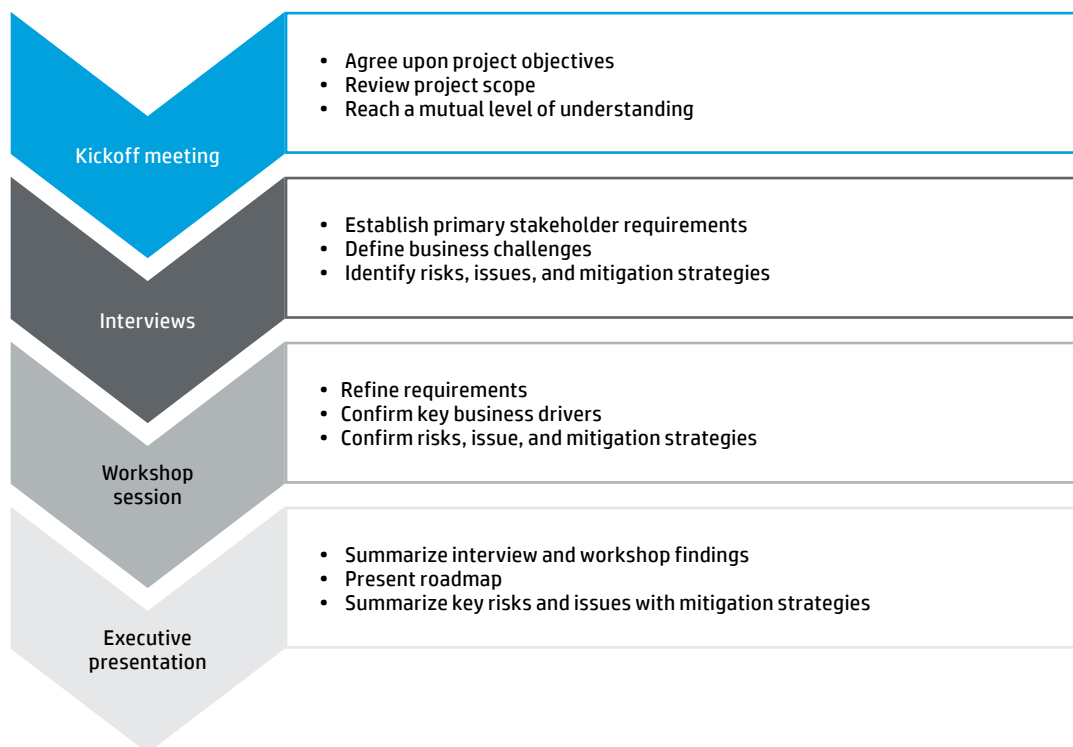 Kickoff meeting
• Agree upon project objectives
• Review project scope
• Reach a mutual level of understanding
Interviews
• Establish primary stakeholder requirements
• Define business challenges
• Identify risks, issues, and mitigation strategies
Workshop
session
• Refine requirements
• Confirm key business drivers
• Confirm risks, issue, and mitigation strategies
Executive
presentation
• Summarize interview and workshop findings
• Present roadmap
• Summarize key risks and issues with mitigation strategies